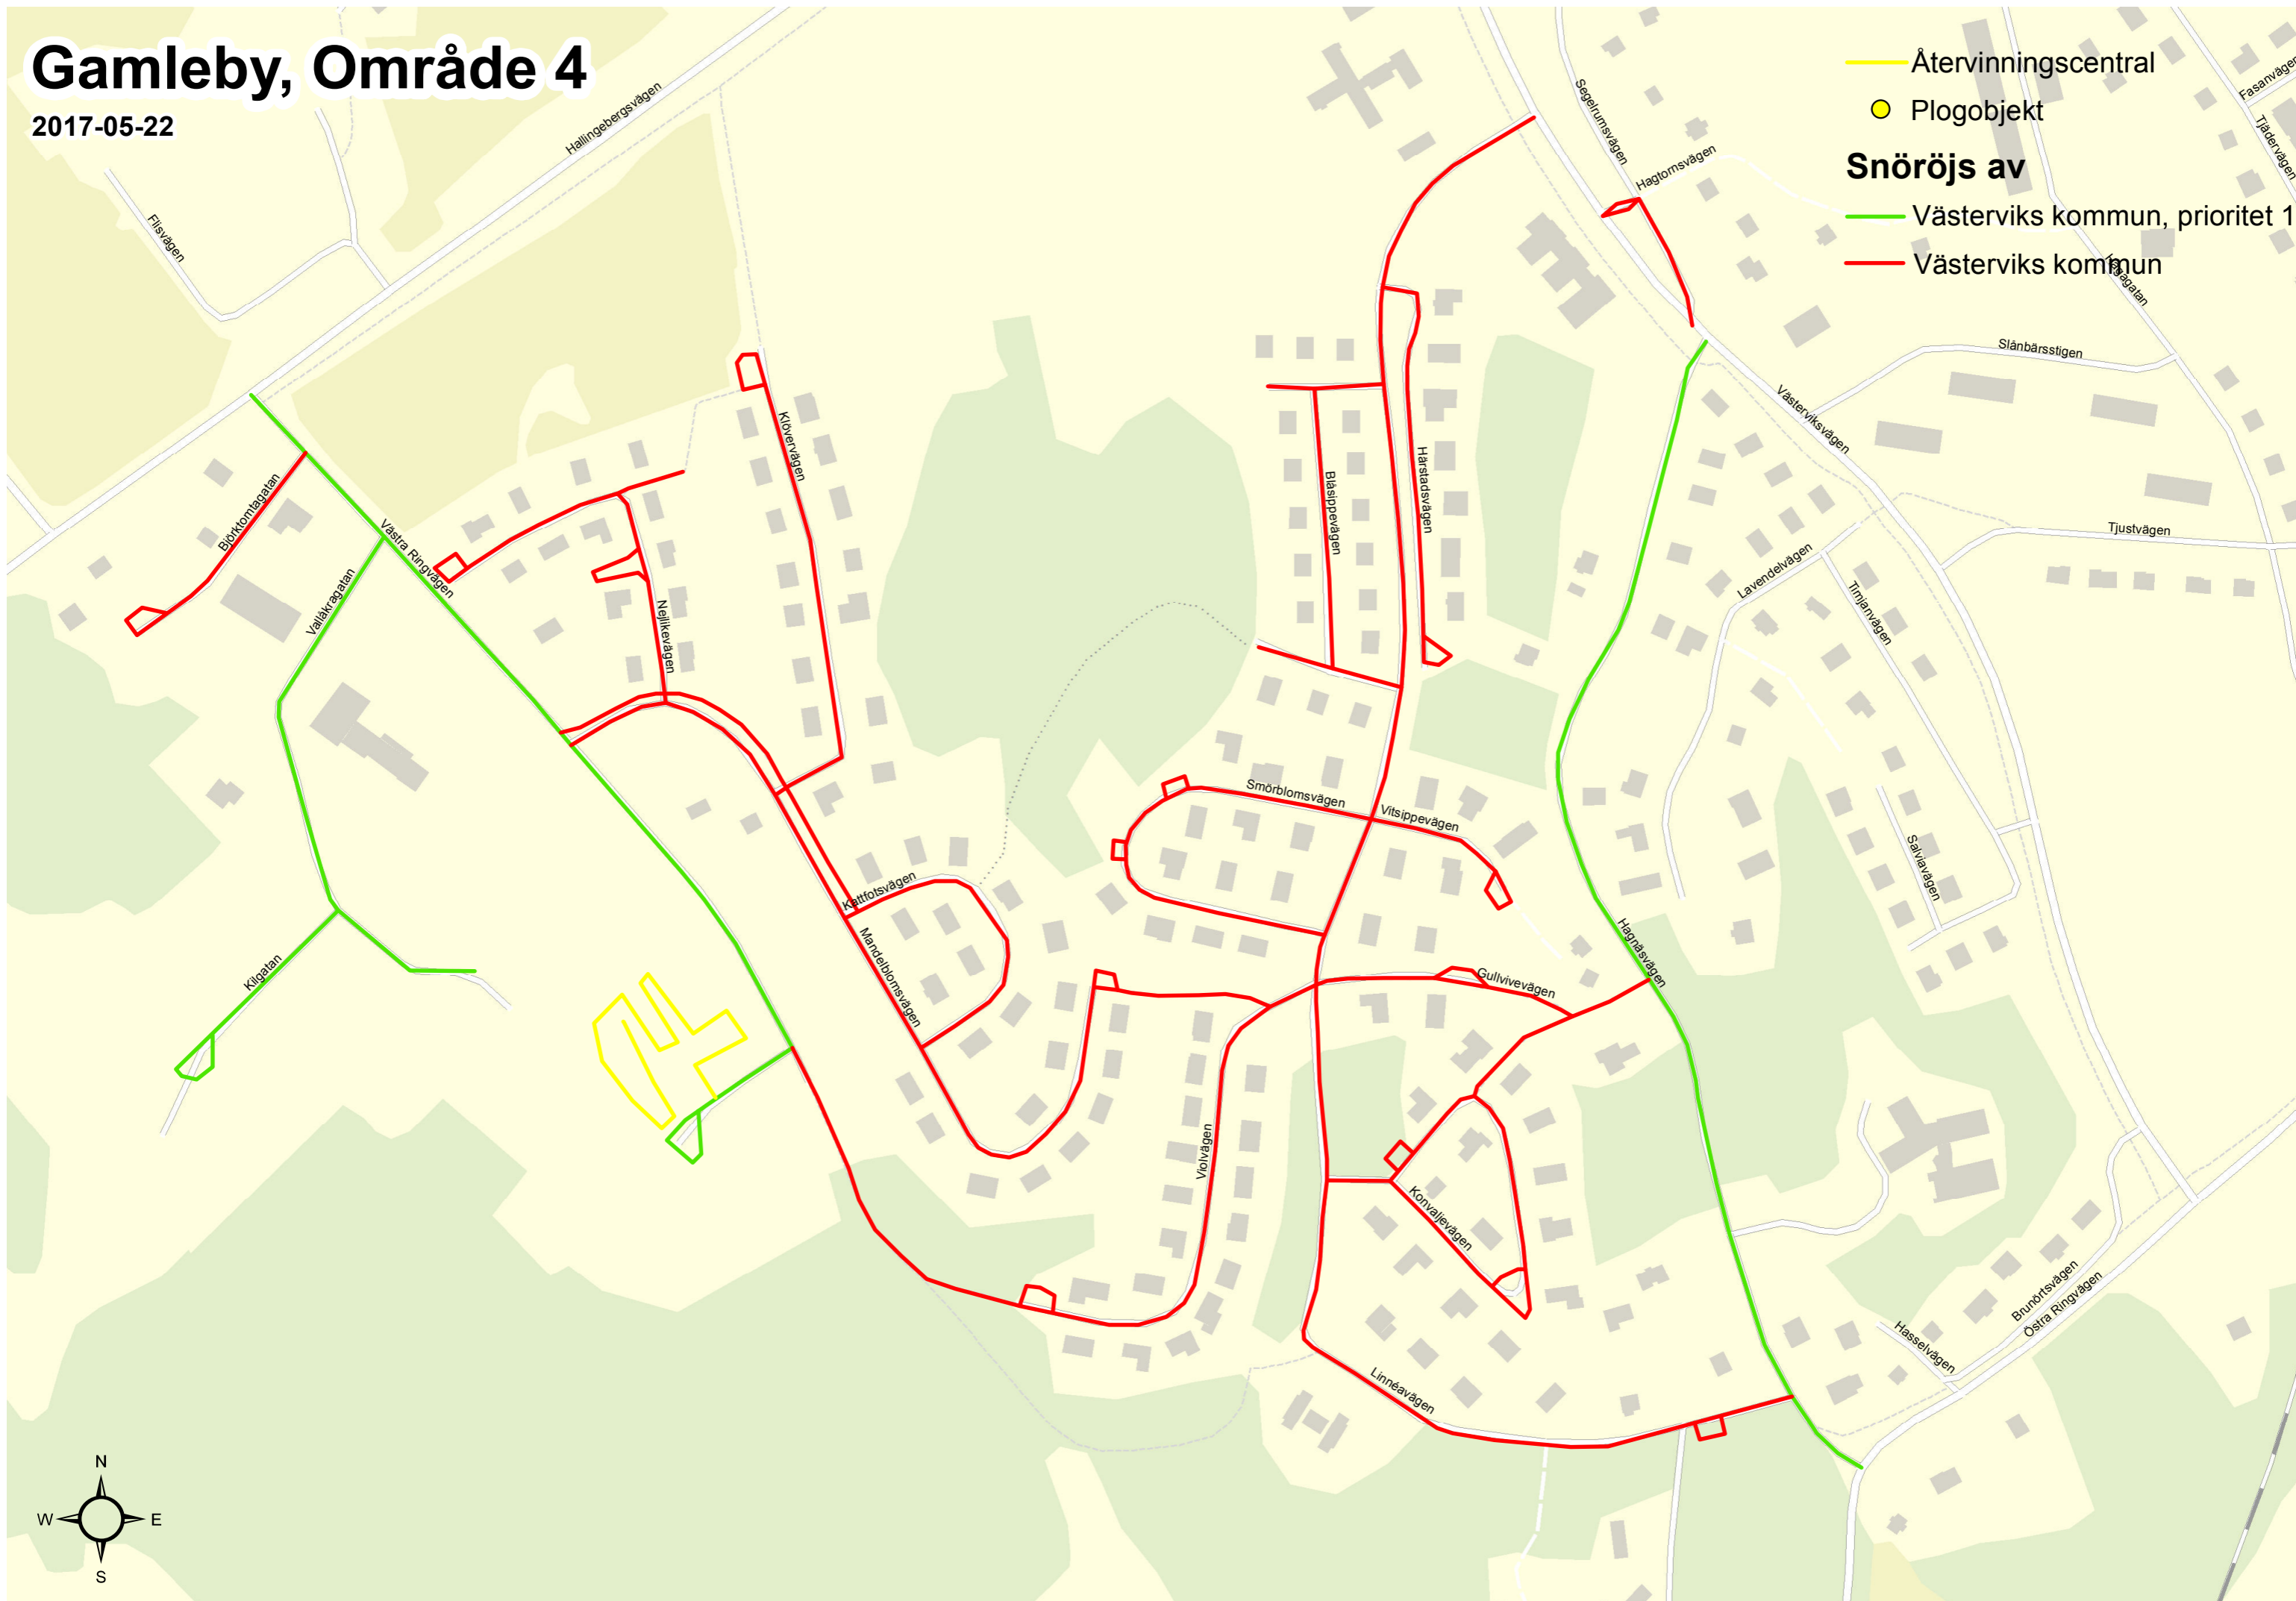 Gamleby, Område 4
2017-05-22
Återvinningscentral
Plogobjekt
Snöröjs av
Västerviks kommun, prioritet 1
Västerviks kommun
Hallingebergsvägen
Flisvägen
Segelrumsvägen
Hagtornsvägen
Fasanvägen
Tjädervägen
Hagagatan
Slånbärsstigen
Västerviksvägen
Tjustvägen
Lavendelvägen
Timjanvägen
Salviavägen
Björktomtagatan
Västra Ringvägen
Vallåkragatan
Nejlikevägen
Klövervägen
Blåsippevägen
Härstadsvägen
Smörblomsvägen
Vitsippevägen
Kattfotsvägen
Mandelblomsvägen
Gullvivevägen
Hagnäsvägen
Kilgatan
Violvägen
Konvaljevägen
Linnéavägen
Brunörtsvägen
Östra Ringvägen
Hasselvägen
N
W
E
S